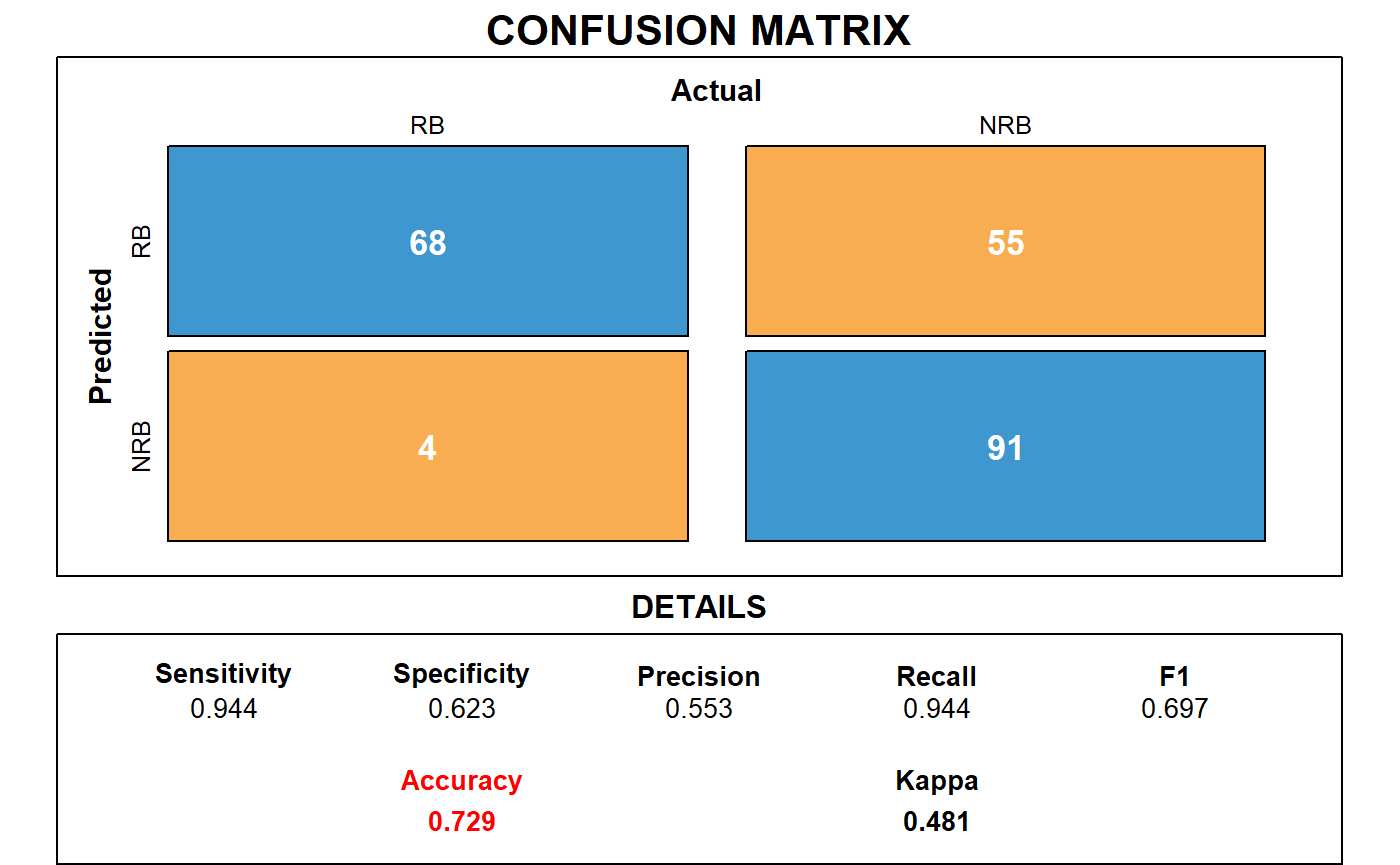 CONFUSION MATRIX
Actual
RB NRB
Predicted
RB
68 55
NRB
4 91
DETAILS
Sensitivity Specificity Precision Recall F1
0.944 0.623 0.553 0.944 0.697
Accuracy Kappa
0.729 0.481